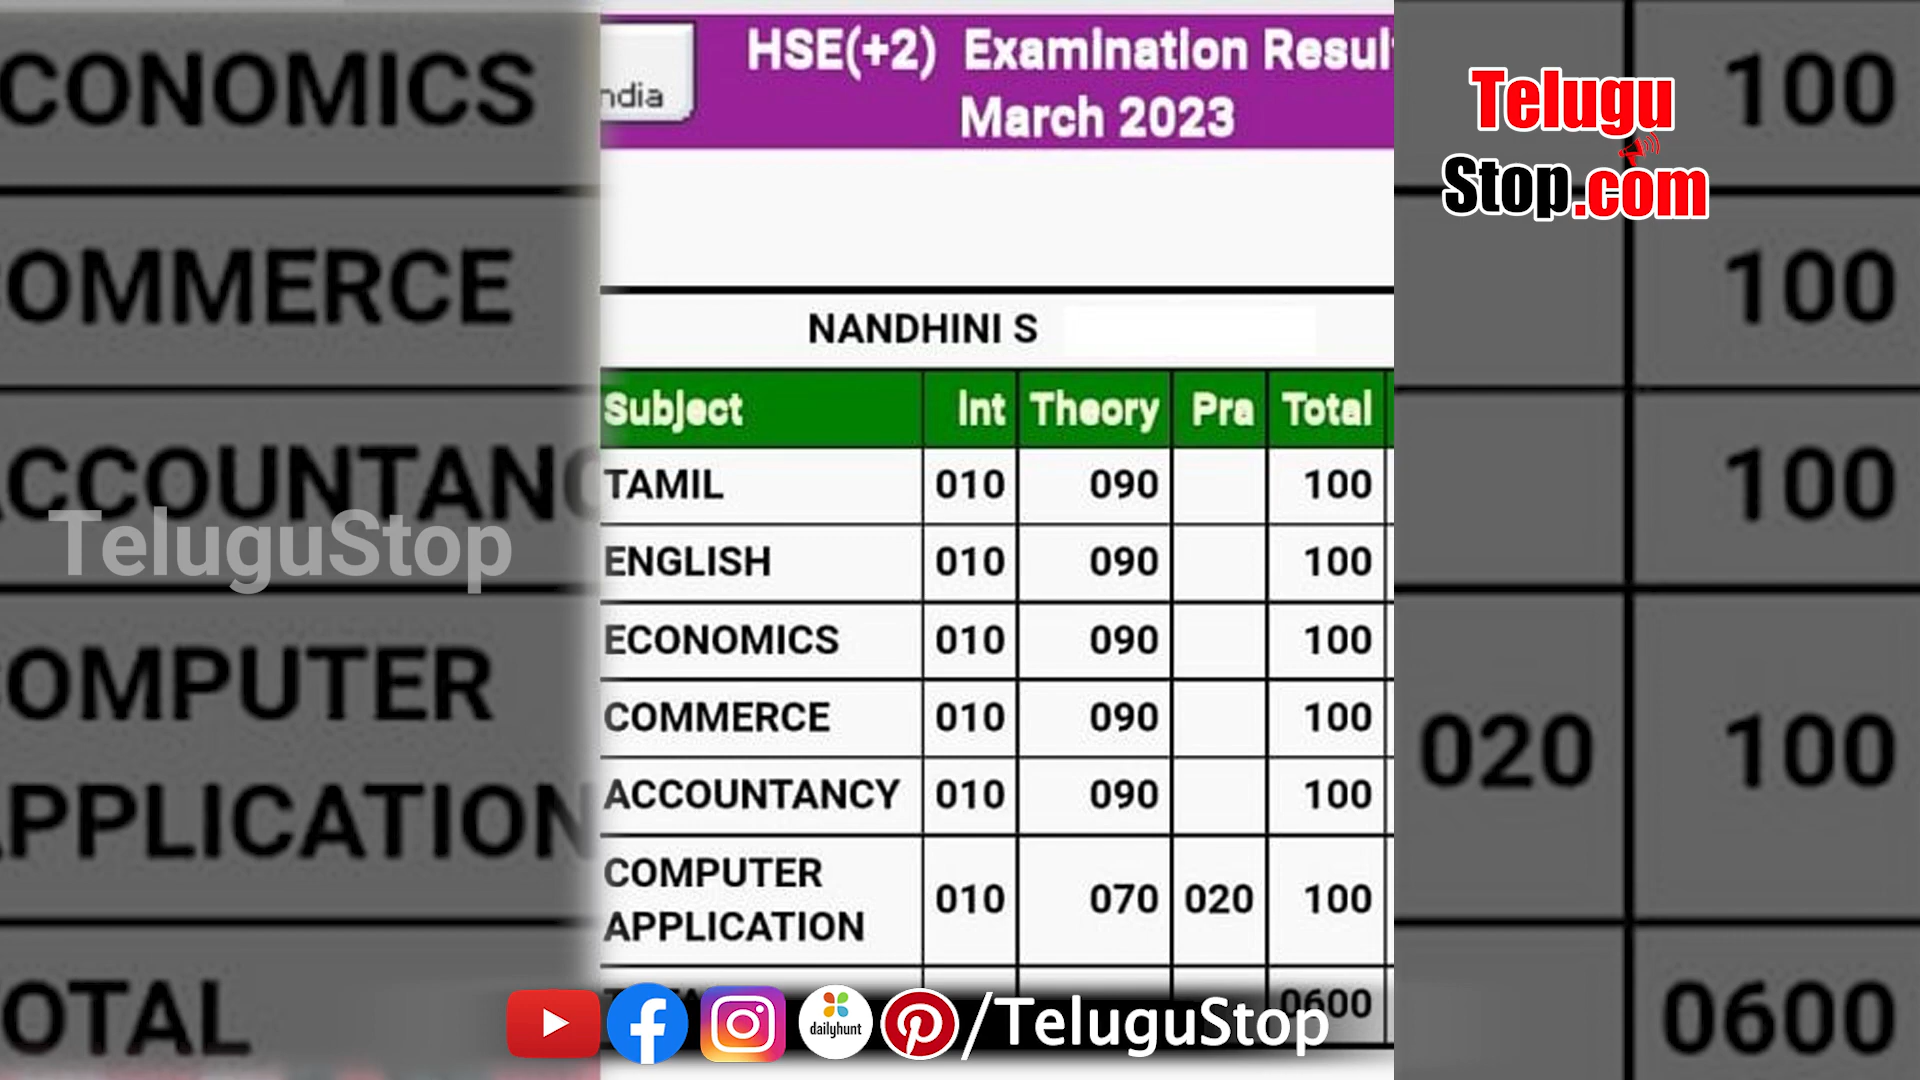 HSE(+2) Examination Resul
March 2023
ndia
NANDHINI S
Subject Int Theory Pra Total
TAMIL 010 090 100
ENGLISH 010 090 100
ECONOMICS 010 090 100
COMMERCE 010 090 100
ACCOUNTANCY 010 090 100
COMPUTER
APPLICATION 010 070 020 100
0600
CONOMICS 100
OMMERCE 100
ACCOUNTANC 100
OMPUTER
APPLICATION 020 100
OTAL 0600
TeluguStop
Telugu
Stop.com
dailyhunt
/TeluguStop